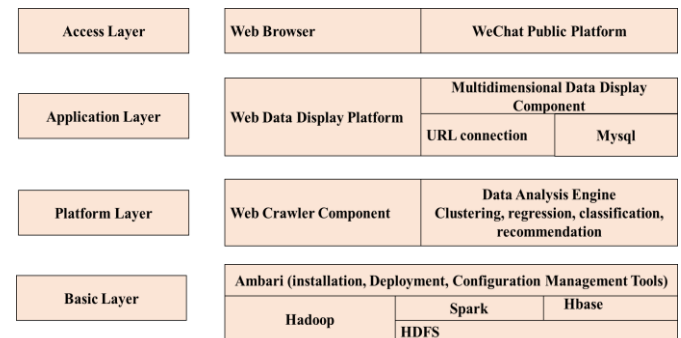 Access Layer
Web Browser
WeChat Public Platform
Application Layer
Web Data Display Platform
Multidimensional Data Display
Component
URL connection
Mysql
Platform Layer
Web Crawler Component
Data Analysis Engine
Clustering, regression, classification,
recommendation
Basic Layer
Ambari (installation, Deployment, Configuration Management Tools)
Hadoop
Spark
Hbase
HDFS